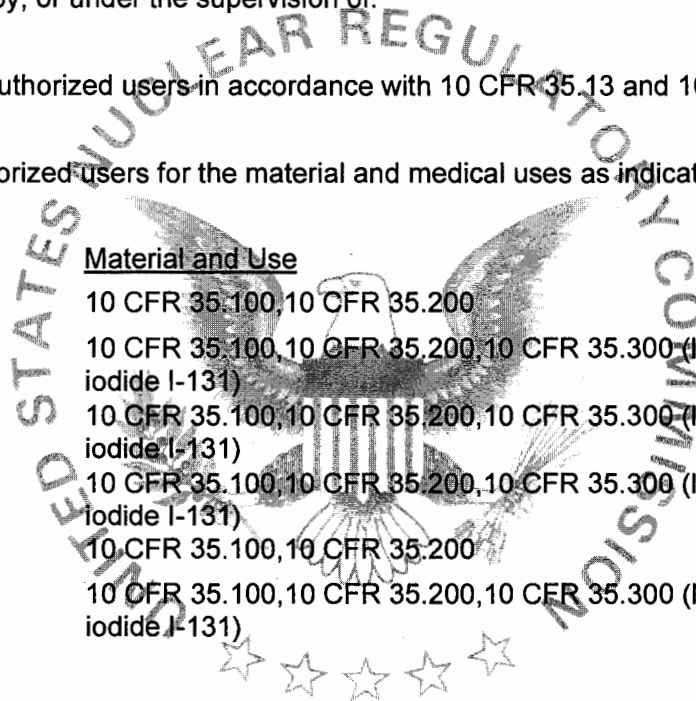 by, or under the supervision of:
uthorized users in accordance with 10 CFR 35.13 and 10
orized users for the material and medical uses as indicat
Material and Use
10 CFR 35.100,10 CFR 35.200
10 CFR 35.100,10 CFR 35.200,10 CFR 35.300 (
iodide I-131)
10 CFR 35.100,10 CFR 35.200,10 CFR 35.300 (
iodide I-131)
10 CFR 35.100,10 CFR 35.200,10 CFR 35.300 (
iodide I-131)
10 CFR 35.100,10 CFR 35.200
10 CFR 35.100,10 CFR 35.200,10 CFR 35.300 (
iodide I-131)
UNITED STATES NUCLEAR REGULATORY COMMISSION